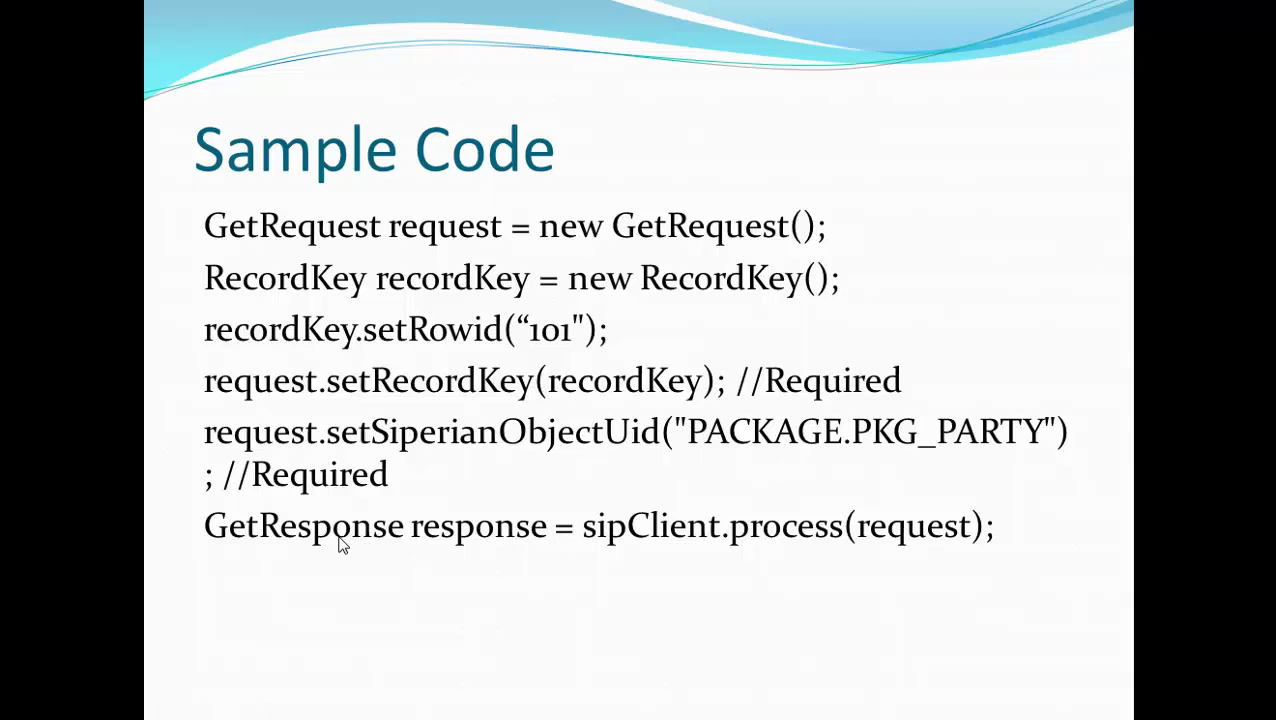 Sample Code
GetRequest request = new GetRequest();
RecordKey recordKey = new RecordKey();
recordKey.setRowid(“101");
request.setRecordKey(recordKey); //Required
request.setSiperianObjectUid("PACKAGE.PKG_PARTY")
; //Required
GetResponse response = sipClient.process(request);